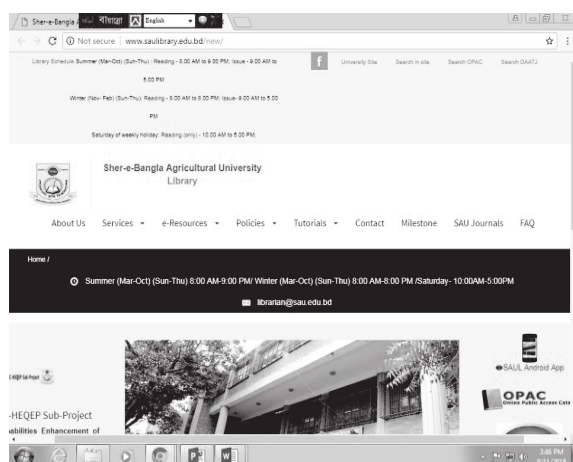 Sher-e-Bangla
English
Not secure | www.saulibrary.edu.bd/new/
Library Schedule Summer (Mar-Oct) (Sun-Thu) : Reading - 8.00 AM to 9.00 PM; Issue - 9.00 AM to
5.00 PM
Winter (Nov- Feb) (Sun-Thu): Reading - 8.00 AM to 8.00 PM; Issue- 9.00 AM to 5.00
PM
Saturday of weekly holiday: Reading (only) - 10.00 AM to 5.00 PM;
f
University Site
Search in site
Search OPAC
Search OAATJ
Sher-e-Bangla Agricultural University
Library
About Us Services e-Resources Policies Tutorials Contact Milestone SAU Journals FAQ
Home /
Summer (Mar-Oct) (Sun-Thu) 8:00 AM-9:00 PM/ Winter (Mar-Oct) (Sun-Thu) 8:00 AM-8:00 PM /Saturday- 10:00AM-5:00PM
librarian@sau.edu.bd
SAUL Android App
OPAC
Online Public Access Cata
-HEQEP Sub-Project
abilities Enhancement of
3:46 PM